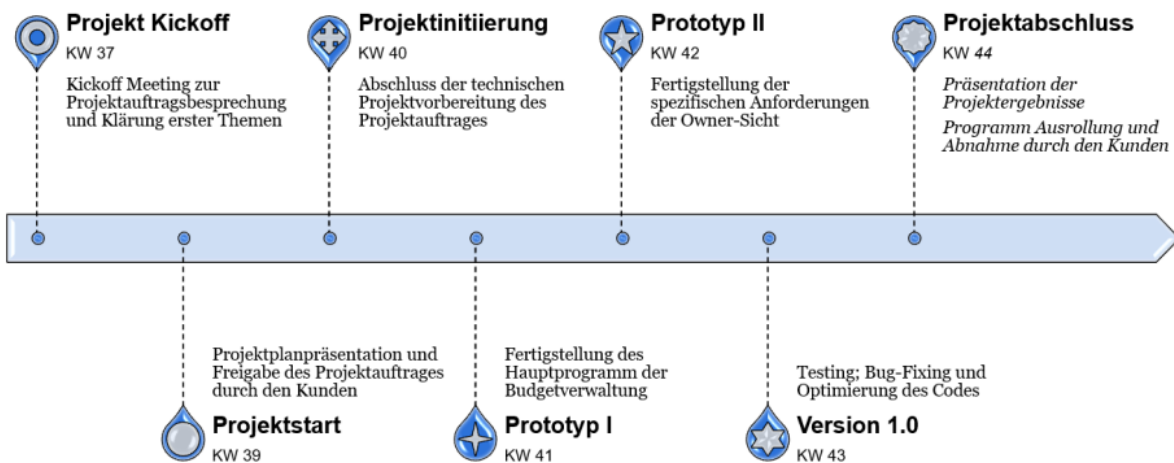 Projekt Kickoff
KW 37
Kickoff Meeting zur
Projektauftragsbesprechung
und Klärung erster Themen
Projektinitiierung
KW 40
Abschluss der technischen
Projektvorbereitung des
Projektauftrages
Prototyp II
KW 42
Fertigstellung der
spezifischen Anforderungen
der Owner-Sicht
Projektabschluss
KW 44
Präsentation der
Projektergebnisse
Programm Ausrollung und
Abnahme durch den Kunden
Projektplanpräsentation und
Freigabe des Projektauftrages
durch den Kunden
Projektstart
KW 39
Fertigstellung des
Hauptprogramm der
Budgetverwaltung
Prototyp I
KW 41
Testing; Bug-Fixing und
Optimierung des Codes
Version 1.0
KW 43